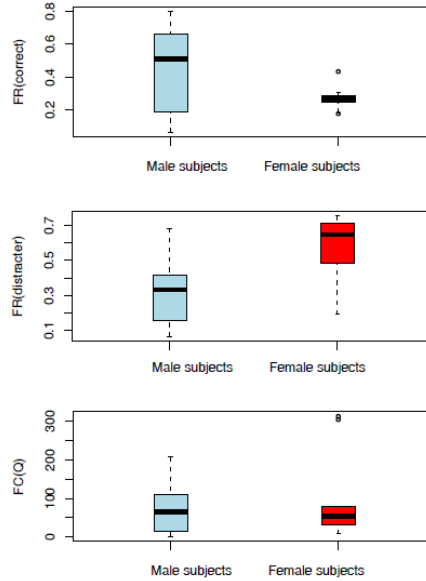 FR(correct)
0.8
0.6
0.4
0.2
Male subjects Female subjects
FR(distracter)
0.7
0.5
0.3
0.1
Male subjects Female subjects
FC(Q)
300
200
100
0
Male subjects Female subjects